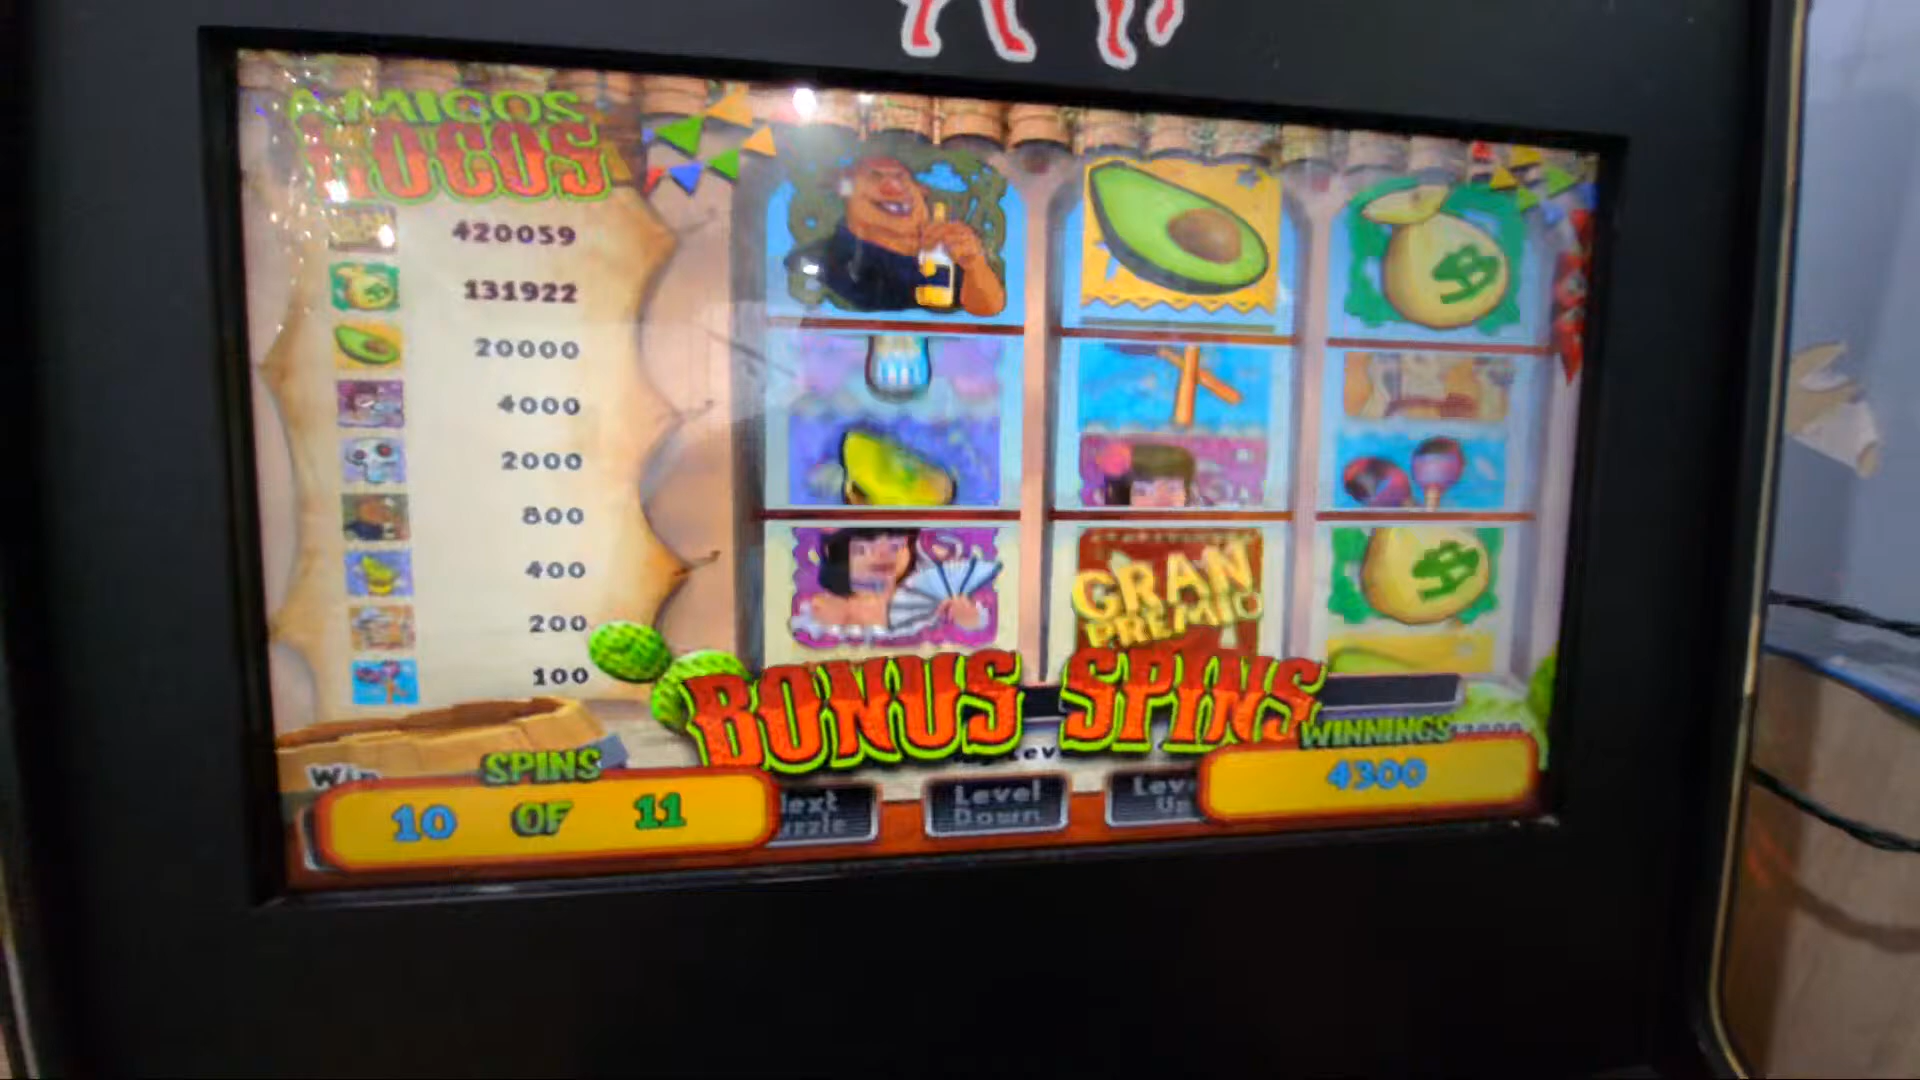 AMIGOS
LOCOS
420059
131922
20000
4000
2000
800
400
200
100
GRAN
PREMIO
BONUS SPINS
SPINS
10 OF 11
WINNINGS
4300
Win
Level
Down